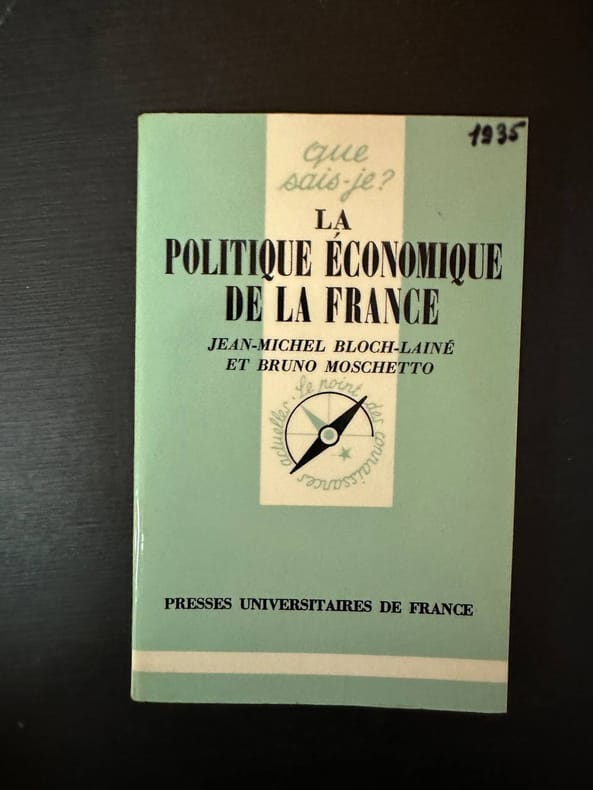 1935
que
sais-je?
LA
POLITIQUE ÉCONOMIQUE
DE LA FRANCE
JEAN-MICHEL BLOCH-LAINÉ
ET BRUNO MOSCHETTO
Le point des connaissances actuelles.
PRESSES UNIVERSITAIRES DE FRANCE